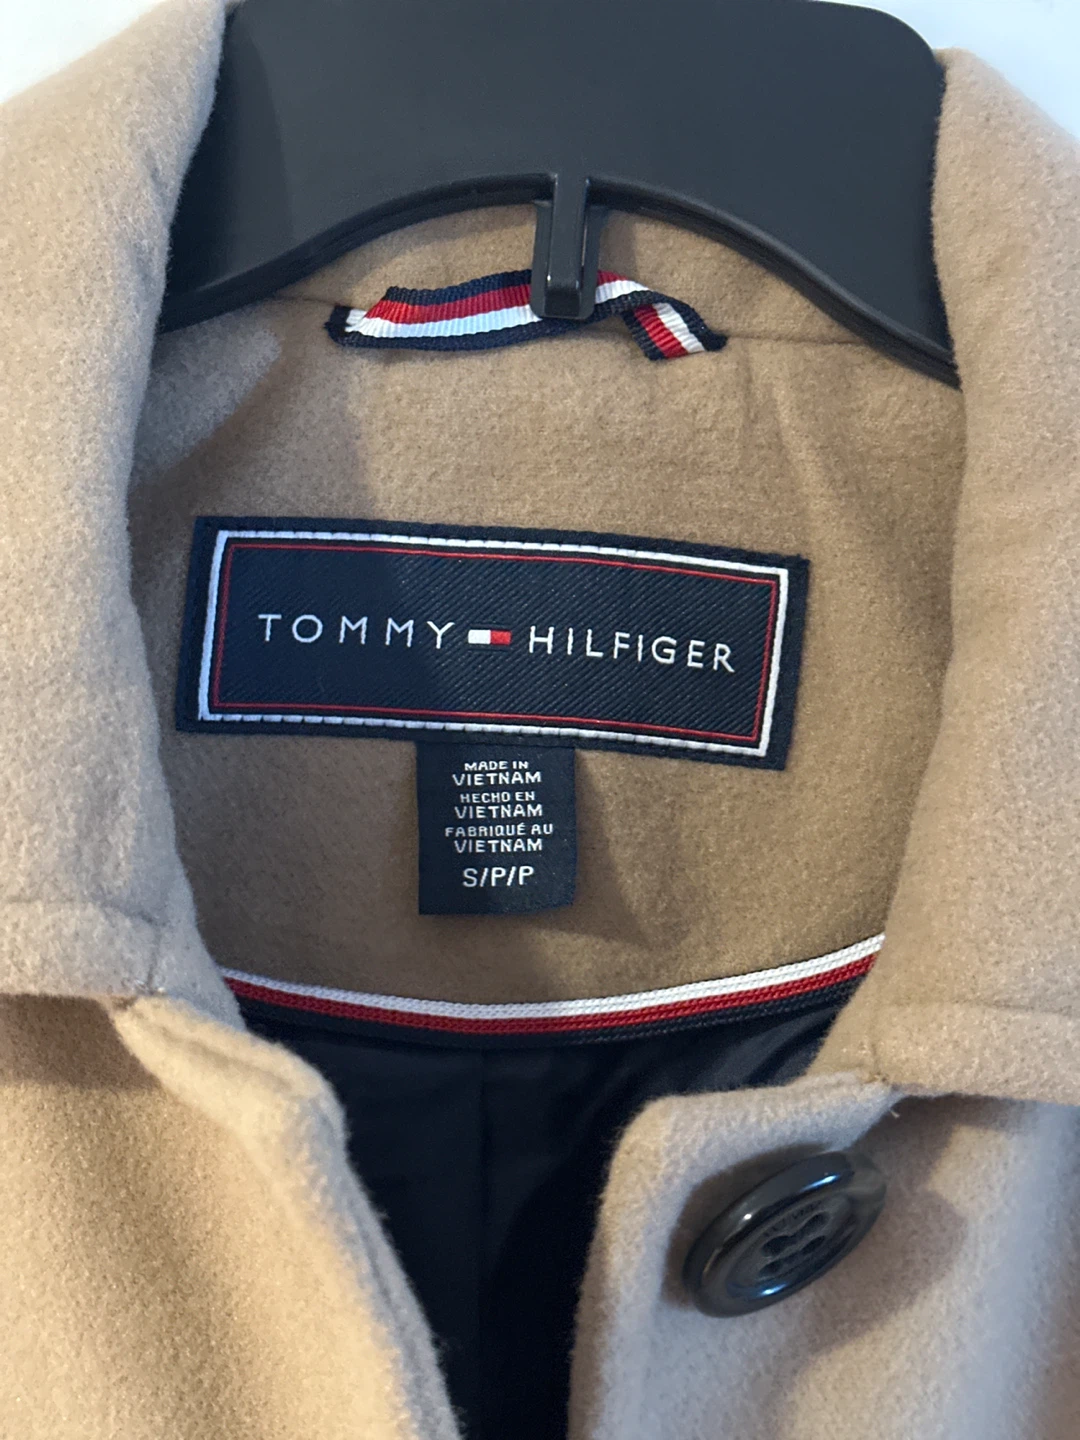 TOMMY HILFIGER
MADE IN
VIETNAM
HECHO EN
VIETNAM
FABRIQUÉ AU
VIETNAM
S/P/P